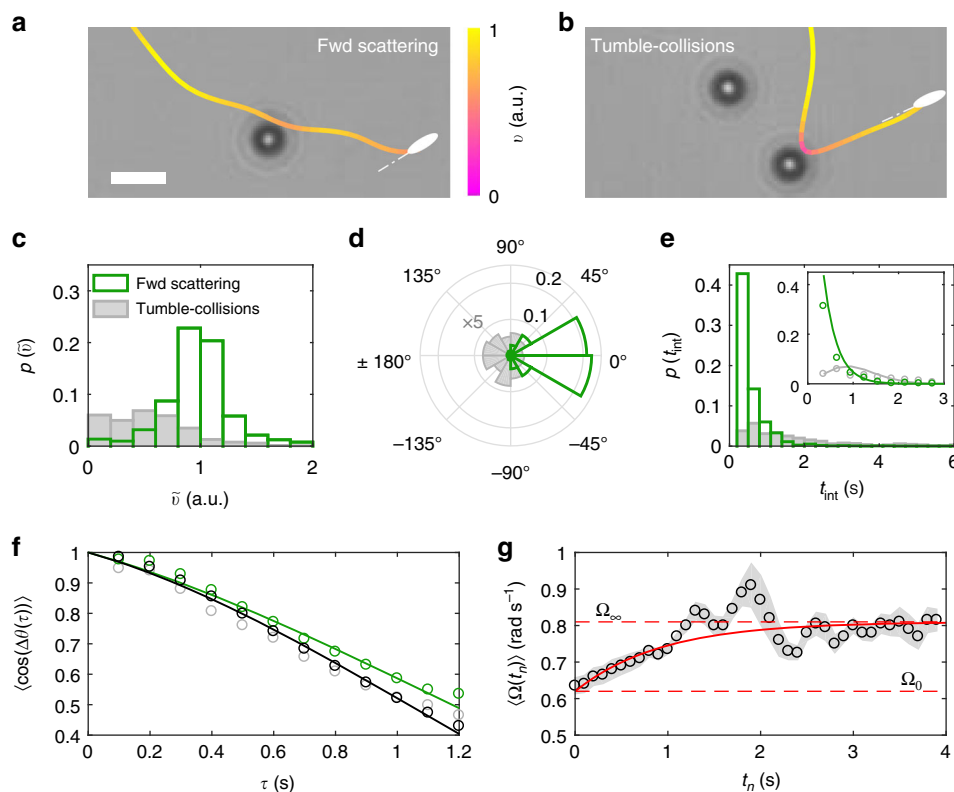 a
Fwd scattering
1
υ (a.u.)
0
b
Tumble-collisions
c
0.3
0.2
0.1
0
p (υ̃)
Fwd scattering
Tumble-collisions
0
1
2
υ̃ (a.u.)
d
90°
135°
45°
0.2
0.1
×5
± 180°
0°
−135°
−45°
−90°
e
0.4
0.3
0.2
0.1
0
p (t_int)
0.4
0.2
0
0
1
2
3
0
2
4
6
t_int (s)
f
1
0.9
0.8
0.7
0.6
0.5
0.4
⟨cos(Δθ(τ))⟩
0
0.2
0.4
0.6
0.8
1
1.2
τ (s)
g
1
0.9
0.8
0.7
0.6
0.5
⟨Ω(t_n)⟩ (rad s⁻¹)
Ω_∞
Ω₀
0
1
2
3
4
t_n (s)